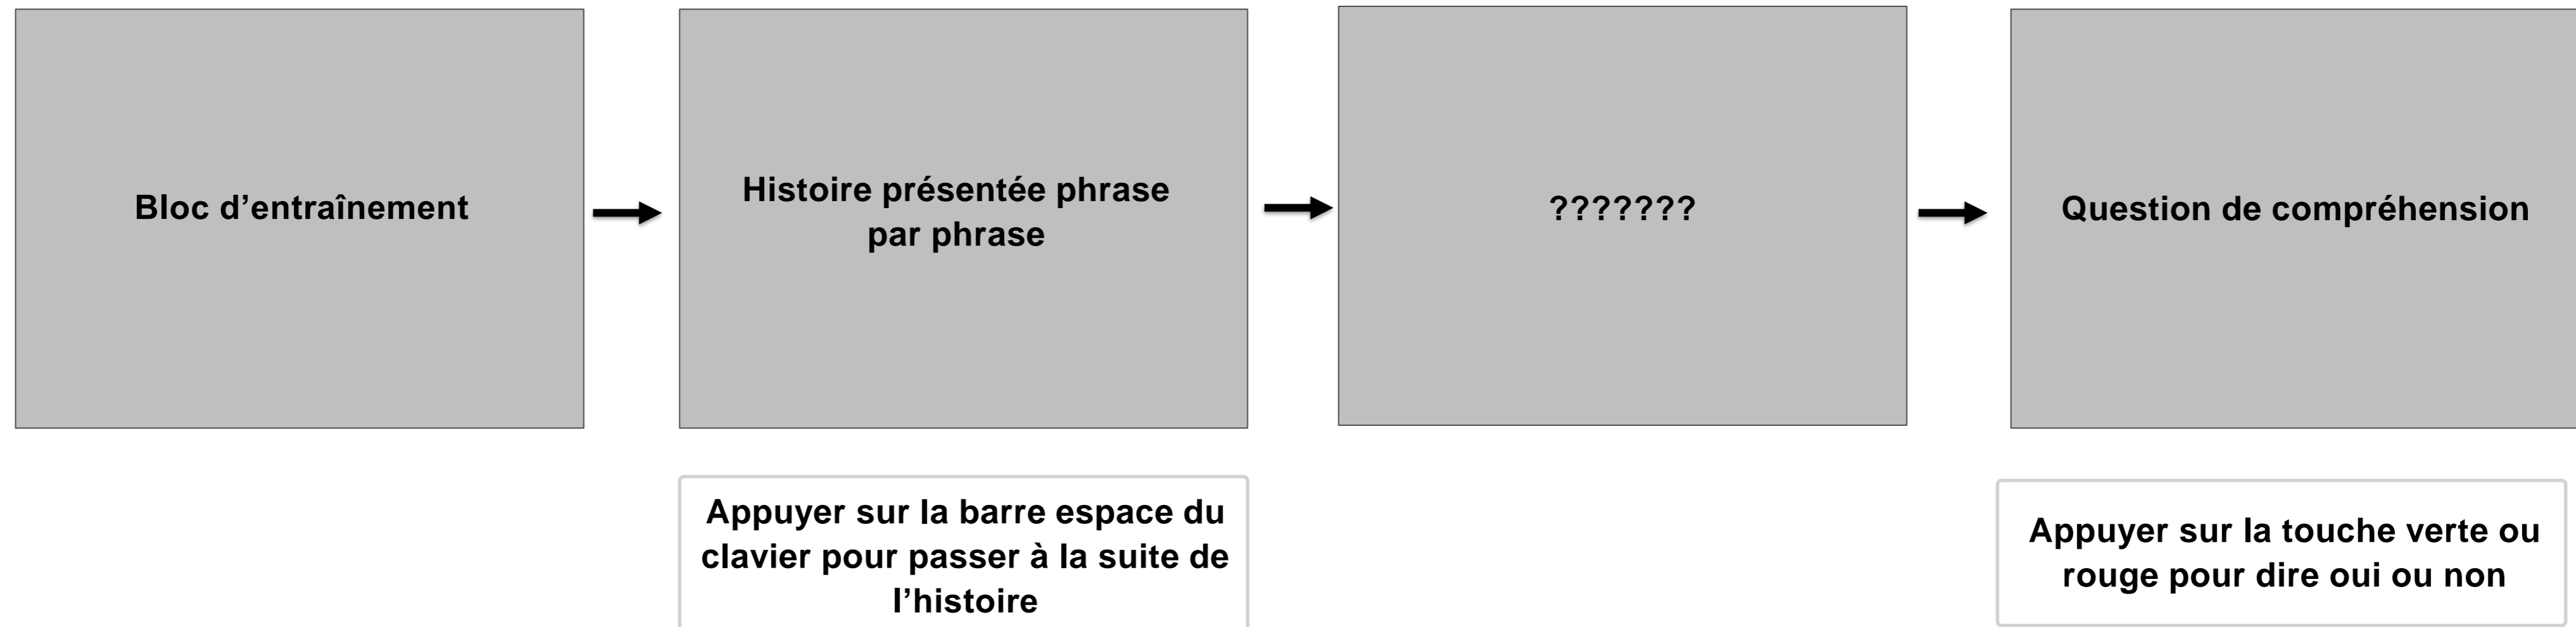 Bloc d’entraînement
Histoire présentée phrase
par phrase
???????
Question de compréhension
Appuyer sur la barre espace du
clavier pour passer à la suite de
l’histoire
Appuyer sur la touche verte ou
rouge pour dire oui ou non